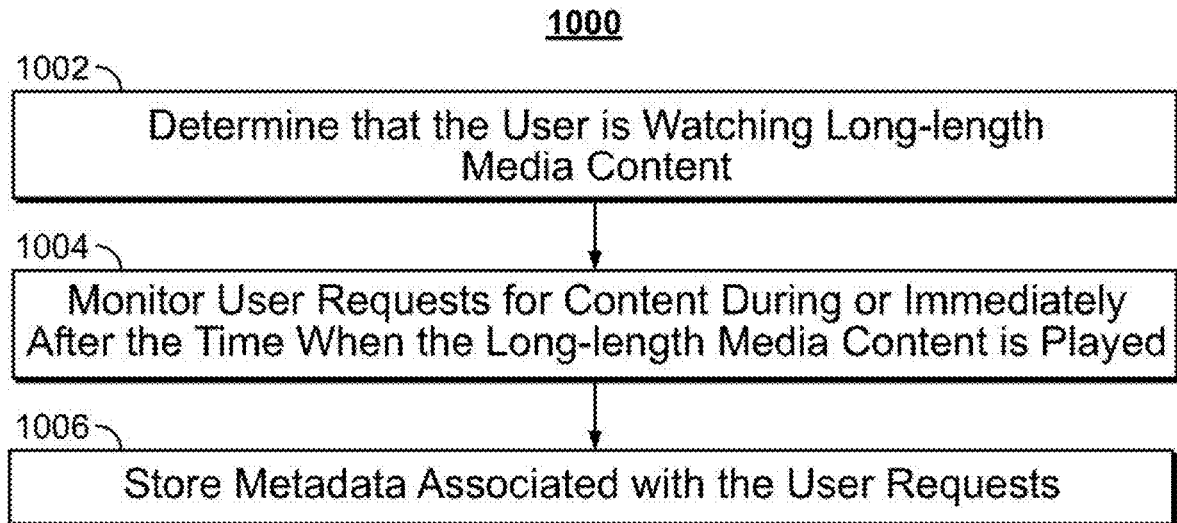 1000
1002
Determine that the User is Watching Long-length
Media Content
1004
Monitor User Requests for Content During or Immediately
After the Time When the Long-length Media Content is Played
1006
Store Metadata Associated with the User Requests